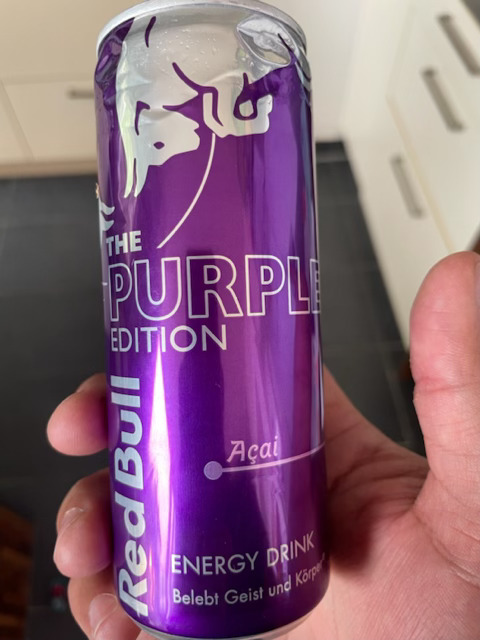 THE
PURPLE
EDITION
Red Bull
Açai
ENERGY DRINK
Belebt Geist und Körper